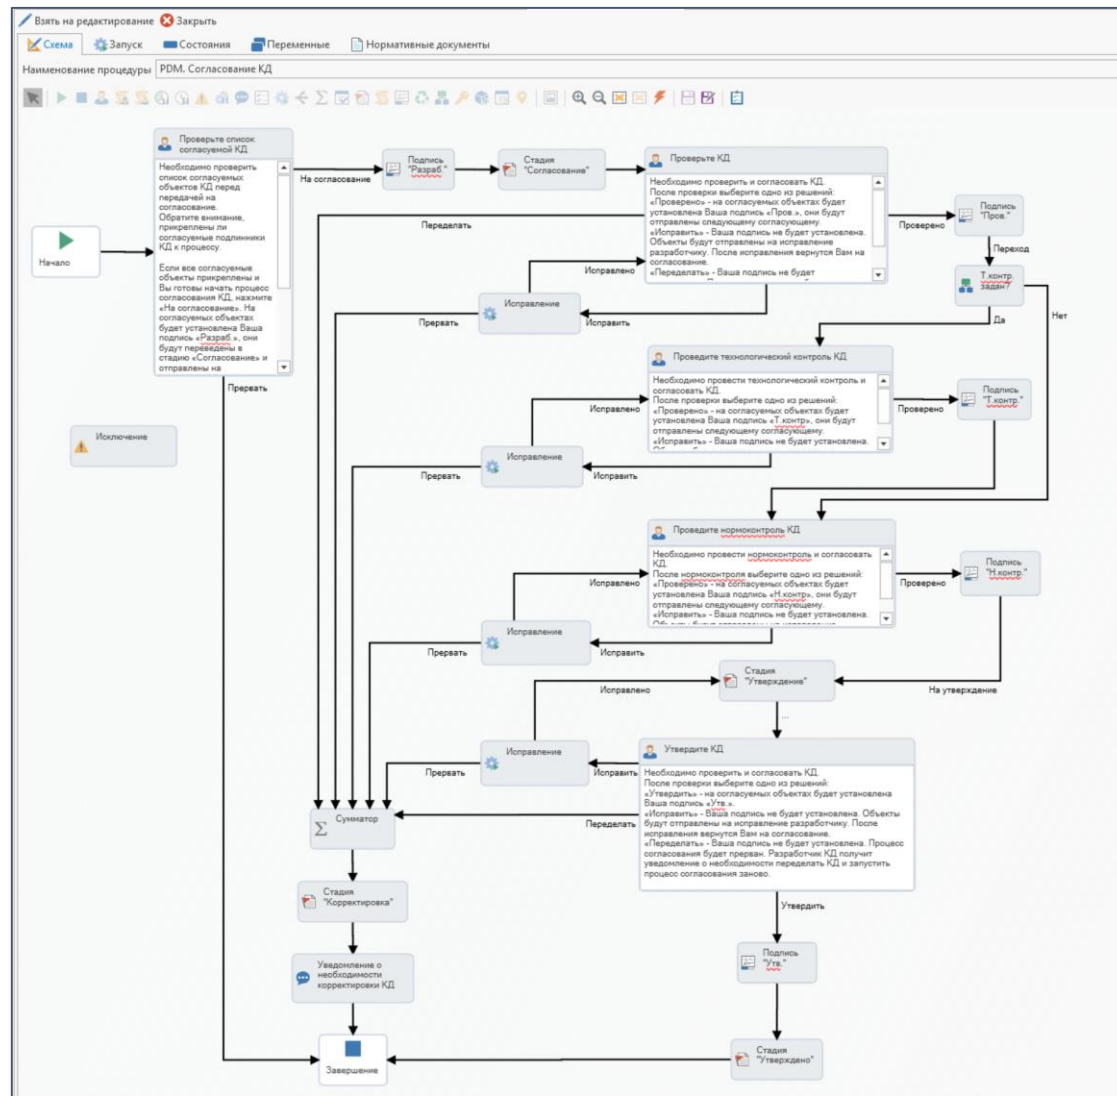 Взять на редактирование Закрыть
Схема Запуск Состояния Переменные Нормативные документы
Наименование процедуры PDM. Согласование КД
Проверьте список
согласуемой КД
Необходимо проверить
список согласуемых
объектов КД перед
передачей на
согласование.
Обратите внимание,
прикреплены ли
согласуемые подлинники
КД к процессу.
Если все согласуемые
объекты прикреплены и
Вы готовы начать процесс
согласования КД, нажмите
«На согласование». На
согласуемых объектах
будет установлена Ваша
подпись «Разраб.», они
будут переведены в
стадию «Согласование» и
отправлены на
Начало
На согласование
Подпись
"Разраб."
Стадия
"Согласование"
Проверьте КД
Необходимо проверить и согласовать КД.
После проверки выберите одно из решений:
«Проверено» - на согласуемых объектах будет
установлена Ваша подпись «Пров.», они будут
отправлены следующему согласующему.
«Исправить» - Ваша подпись не будет установлена.
Объекты будут отправлены на исправление
разработчику. После исправления вернутся Вам на
согласование.
«Переделать» - Ваша подпись не будет
Переделать
Проверено
Подпись
"Пров."
Переход
Т.контр.
задан?
Да
Нет
Исправлено
Исправление
Прервать
Исправить
Прервать
Исключение
Проведите технологический контроль КД
Необходимо провести технологический контроль и
согласовать КД.
После проверки выберите одно из решений:
«Проверено» - на согласуемых объектах будет
установлена Ваша подпись «Т.контр», они будут
отправлены следующему согласующему.
«Исправить» - Ваша подпись не будет установлена.
Проверено
Подпись
"Т.контр."
Исправлено
Исправление
Прервать
Исправить
Проведите нормоконтроль КД
Необходимо провести нормоконтроль и согласовать
КД.
После нормоконтроля выберите одно из решений:
«Проверено» - на согласуемых объектах будет
установлена Ваша подпись «Н.контр», они будут
отправлены следующему согласующему.
«Исправить» - Ваша подпись не будет установлена.
Проверено
Подпись
"Н.контр."
Исправлено
Исправление
Прервать
Исправить
Стадия
"Утверждение"
На утверждение
...
Исправлено
Исправление
Прервать
Исправить
Утвердите КД
Необходимо проверить и согласовать КД.
После проверки выберите одно из решений:
«Утвердить» - на согласуемых объектах будет установлена
Ваша подпись «Утв.».
«Исправить» - Ваша подпись не будет установлена. Объекты
будут отправлены на исправление разработчику. После
исправления вернутся Вам на согласование.
«Переделать» - Ваша подпись не будет установлена. Процесс
согласования будет прерван. Разработчик КД получит
уведомление о необходимости переделать КД и запустить
процесс согласования заново.
Переделать
Сумматор
Стадия
"Корректировка"
Уведомление о
необходимости
корректировки КД
Завершение
Утвердить
Подпись
"Утв."
Стадия
"Утверждено"